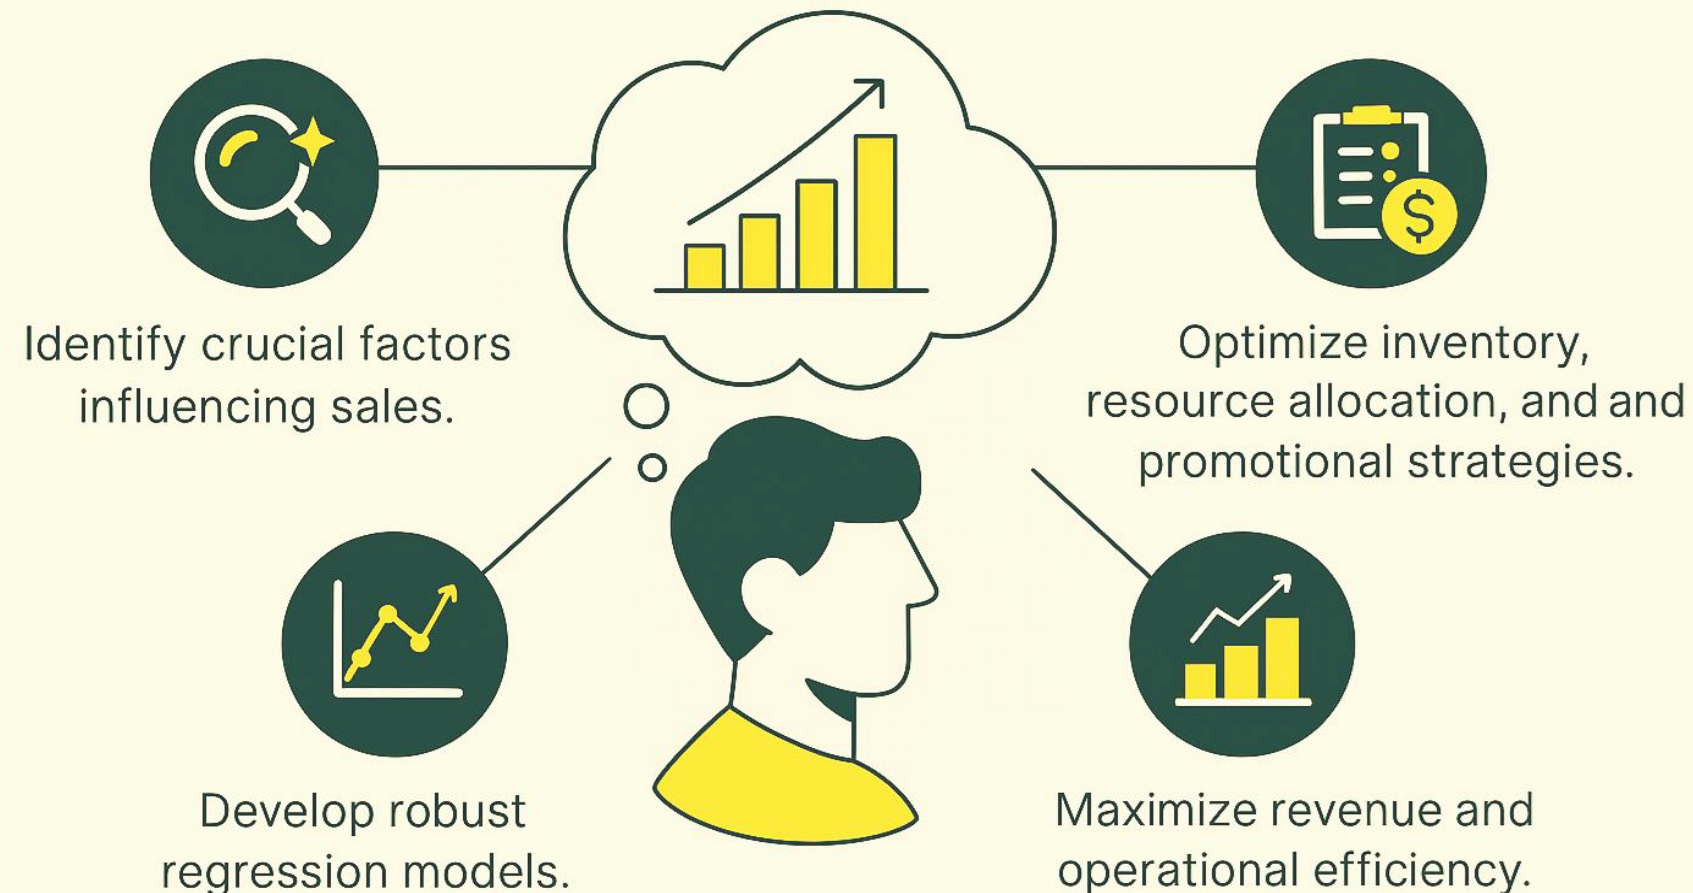 Identify crucial factors
influencing sales.
$
Optimize inventory,
resource allocation, and and
promotional strategies.
Develop robust
regression models.
Maximize revenue and
operational efficiency.